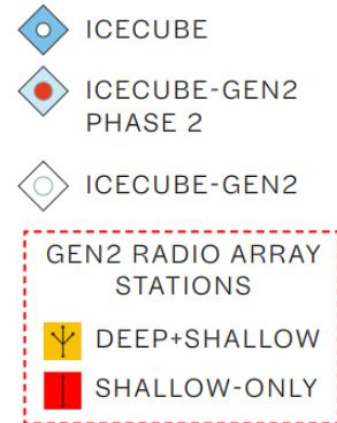 ICECUBE
ICECUBE-GEN2
PHASE 2
ICECUBE-GEN2
GEN2 RADIO ARRAY
STATIONS
DEEP+SHALLOW
SHALLOW-ONLY